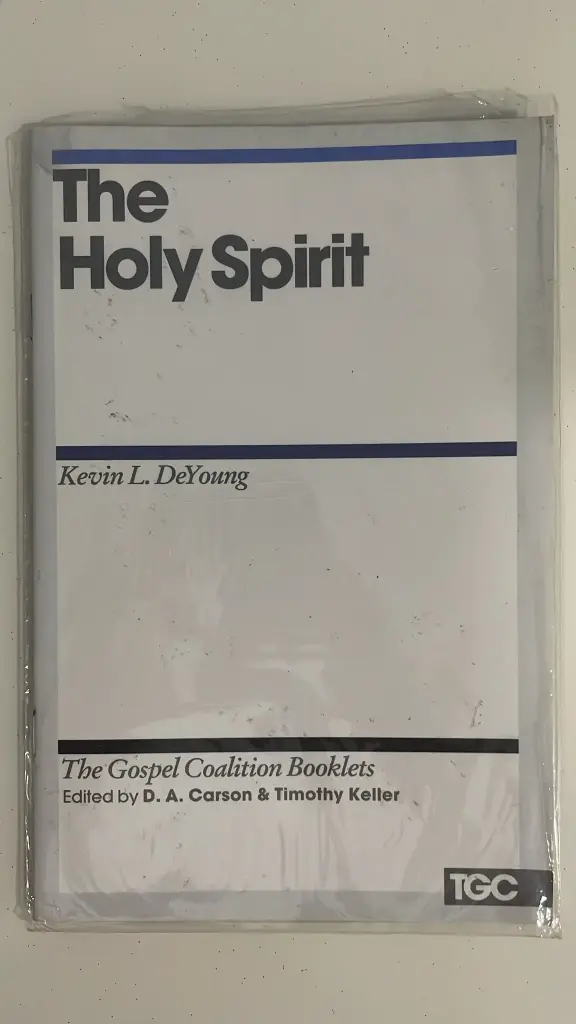 The
Holy Spirit
Kevin L. DeYoung
The Gospel Coalition Booklets
Edited by D. A. Carson & Timothy Keller
TGC